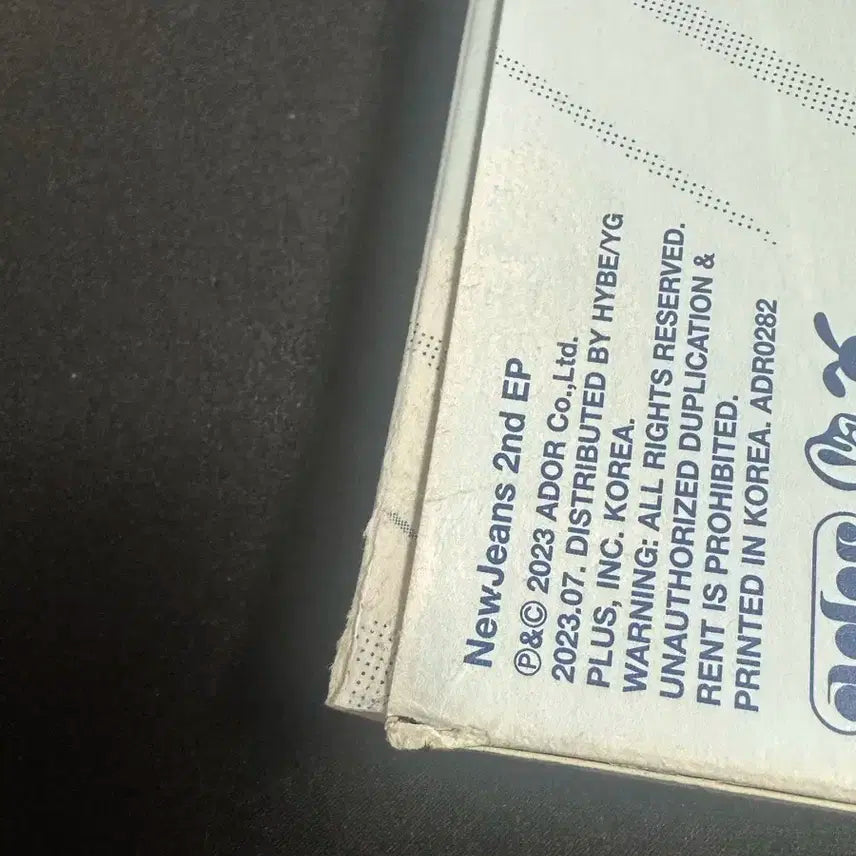 NewJeans 2nd EP
℗&© 2023 ADOR Co.,Ltd.
2023.07. DISTRIBUTED BY HYBE/YG
PLUS, INC. KOREA.
WARNING: ALL RIGHTS RESERVED.
UNAUTHORIZED DUPLICATION &
RENT IS PROHIBITED.
PRINTED IN KOREA. ADR0282